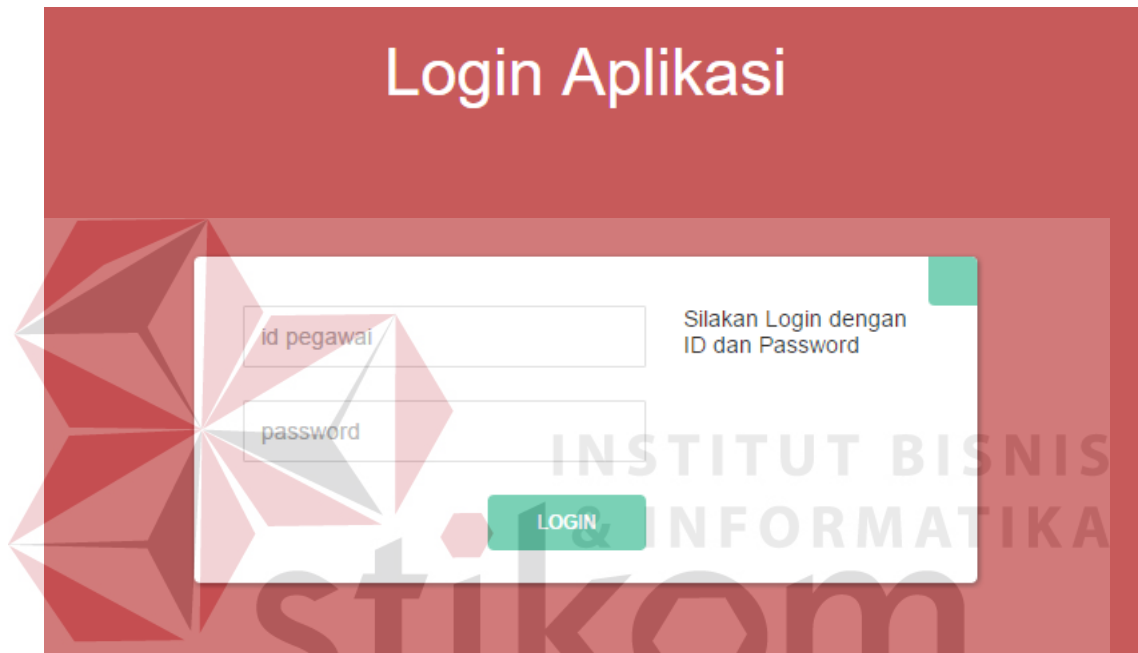 Login Aplikasi
id pegawai
Silakan Login dengan
ID dan Password
password
INSTITUT BISNIS
LOGIN
& INFORMATIKA
stikom